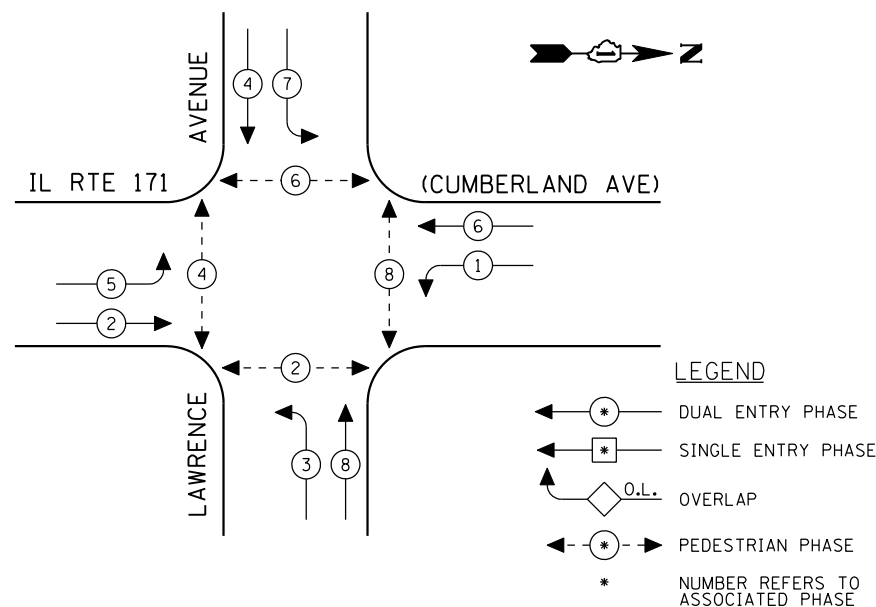 AVENUE
4
7
N
IL RTE 171
6
(CUMBERLAND AVE)
6
4
8
1
5
2
2
LAWRENCE
3
8
LEGEND
* DUAL ENTRY PHASE
* SINGLE ENTRY PHASE
O.L. OVERLAP
* PEDESTRIAN PHASE
* NUMBER REFERS TO
ASSOCIATED PHASE